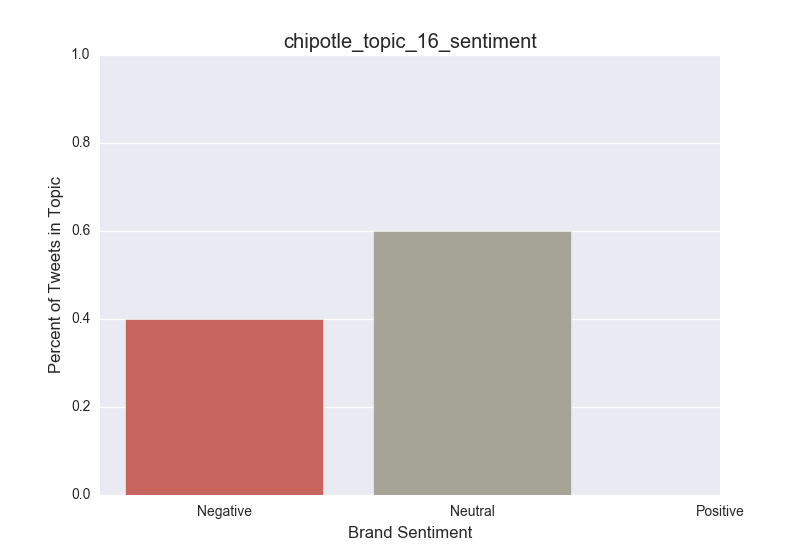 chipotle_topic_16_sentiment
1.0
0.8
0.6
0.4
0.2
0.0
Percent of Tweets in Topic
Negative Neutral Positive
Brand Sentiment